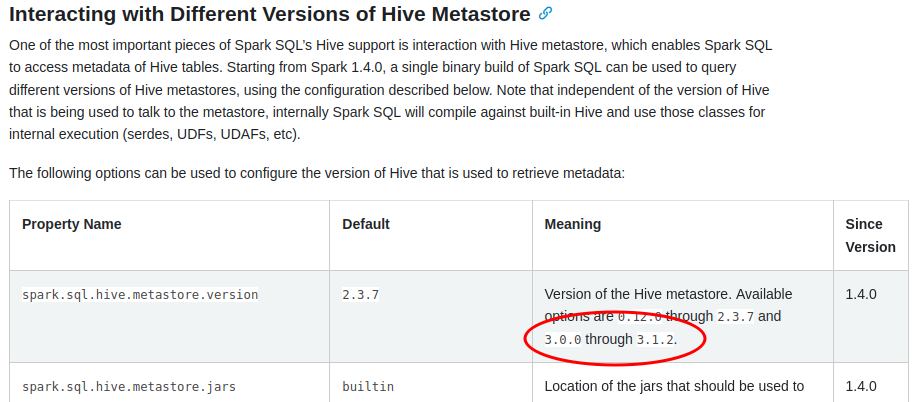 Interacting with Different Versions of Hive Metastore
One of the most important pieces of Spark SQL’s Hive support is interaction with Hive metastore, which enables Spark SQL
to access metadata of Hive tables. Starting from Spark 1.4.0, a single binary build of Spark SQL can be used to query
different versions of Hive metastores, using the configuration described below. Note that independent of the version of Hive
that is being used to talk to the metastore, internally Spark SQL will compile against built-in Hive and use those classes for
internal execution (serdes, UDFs, UDAFs, etc).
The following options can be used to configure the version of Hive that is used to retrieve metadata:
Property Name
Default
Meaning
Since
Version
spark.sql.hive.metastore.version
2.3.7
Version of the Hive metastore. Available
options are 0.12.0 through 2.3.7 and
3.0.0 through 3.1.2.
1.4.0
spark.sql.hive.metastore.jars
builtin
Location of the jars that should be used to
1.4.0